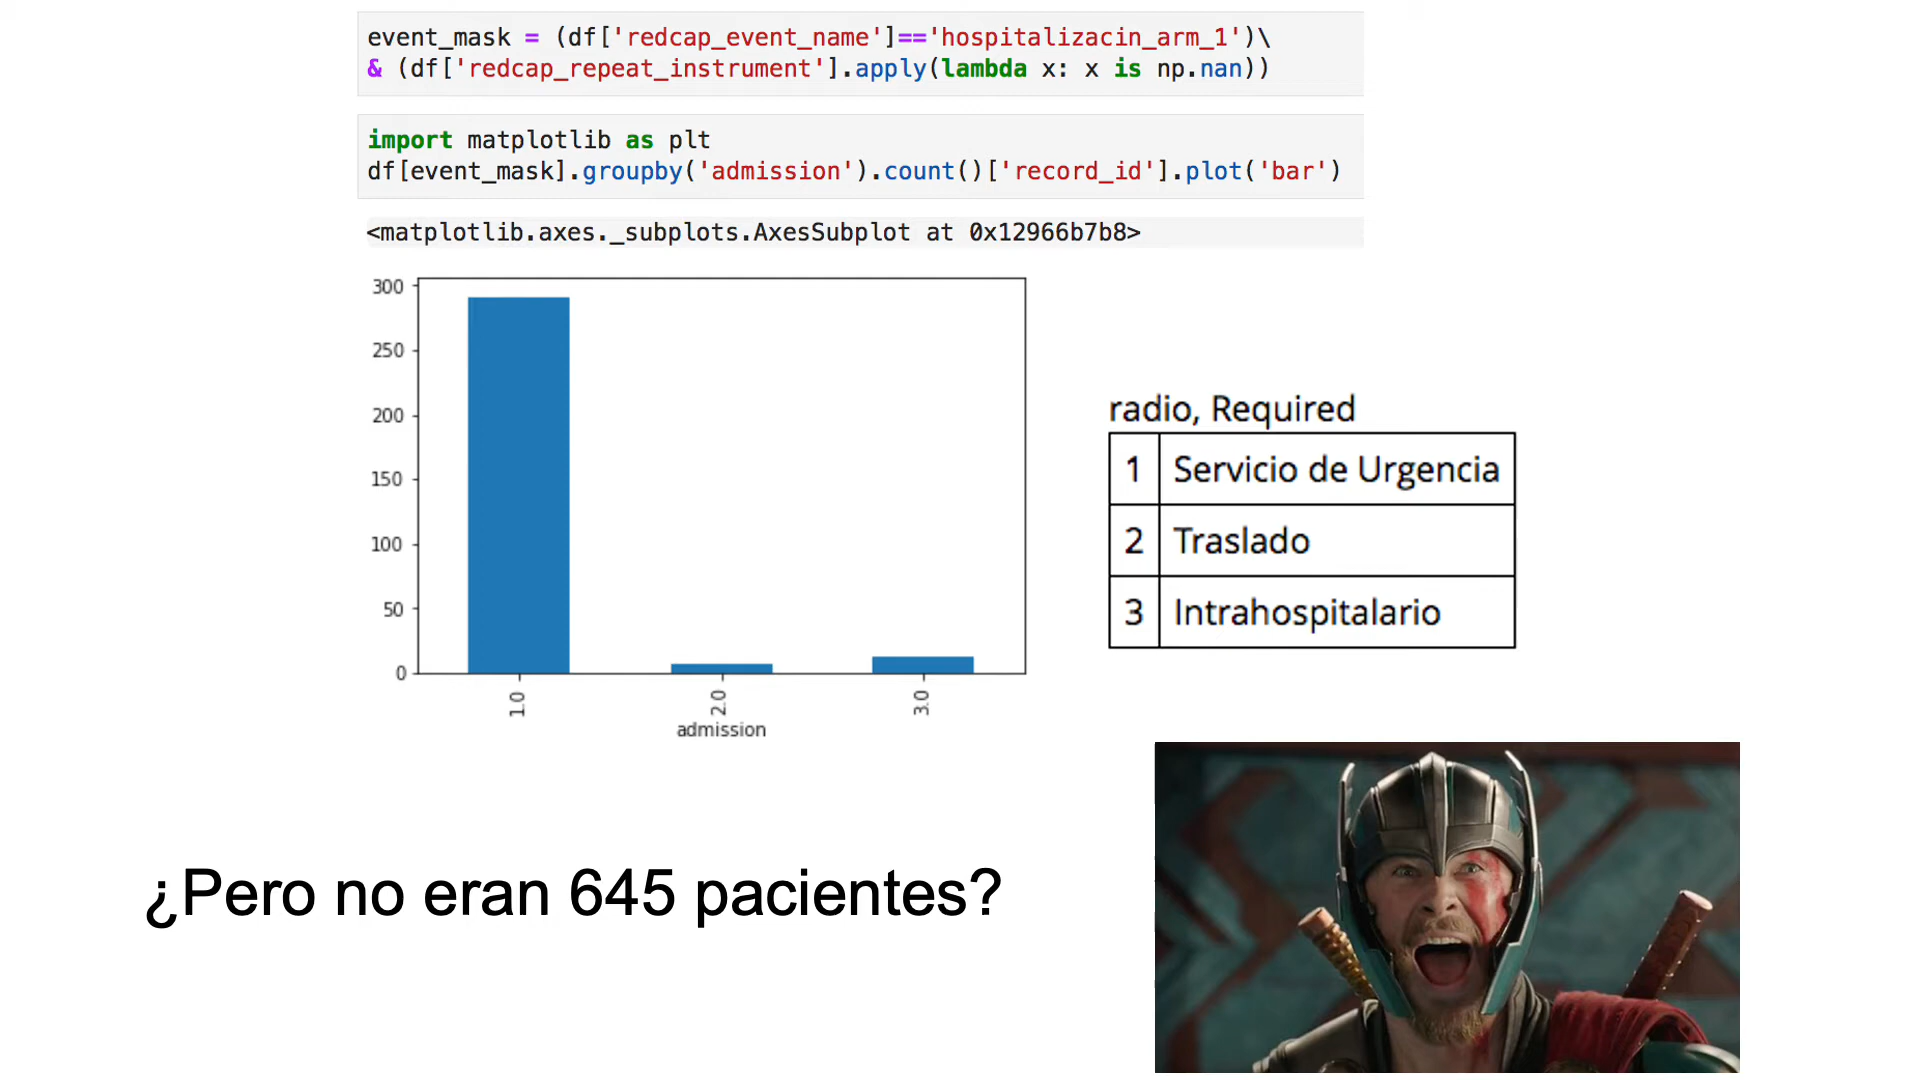 event_mask = (df['redcap_event_name']=='hospitalizacin_arm_1')\
& (df['redcap_repeat_instrument'].apply(lambda x: x is np.nan))
import matplotlib as plt
df[event_mask].groupby('admission').count()['record_id'].plot('bar')
<matplotlib.axes._subplots.AxesSubplot at 0x12966b7b8>
300
250
200
150
100
50
0
1.0
2.0
3.0
admission
radio, Required
1 Servicio de Urgencia
2 Traslado
3 Intrahospitalario
¿Pero no eran 645 pacientes?